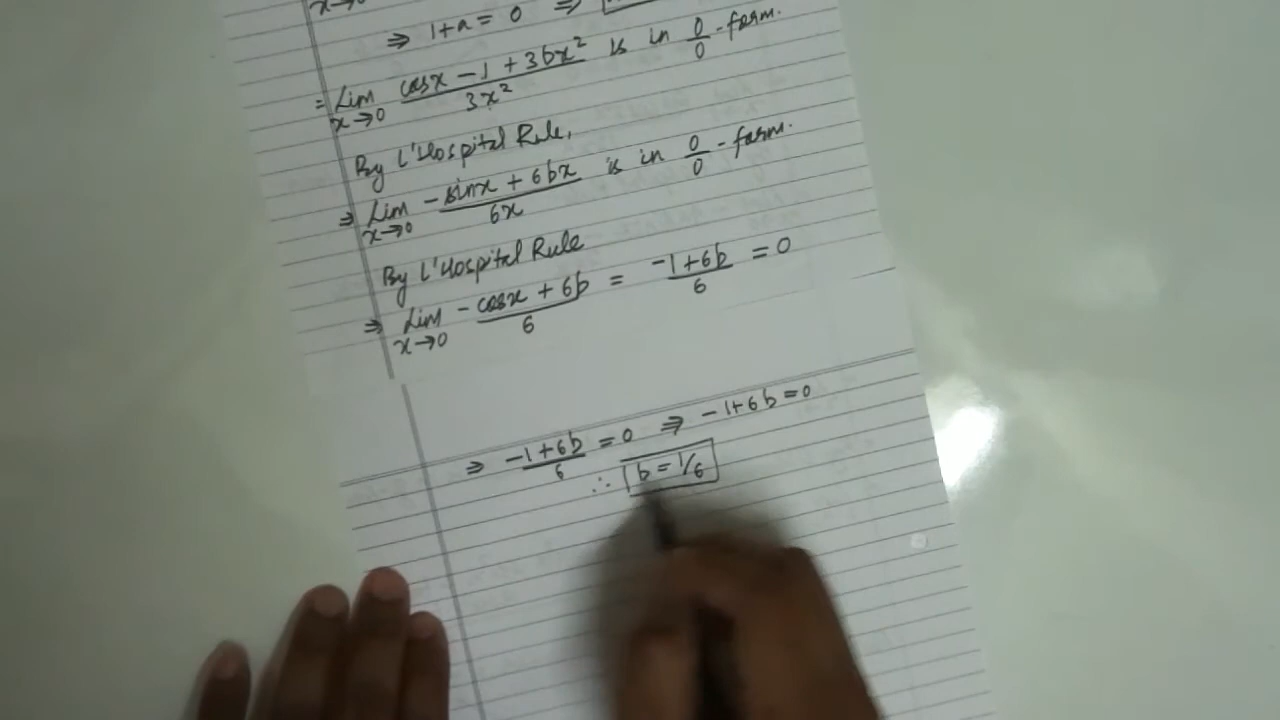 x→0
⇒ 1+a = 0 ⇒
= Lim x→0 (cosx − 1 + 3bx²)/(3x²) is in 0/0 - form.
By L'Hospital Rule,
⇒ Lim x→0 (−sinx + 6bx)/(6x) is in 0/0 - form.
By L'Hospital Rule
⇒ Lim x→0 (−cosx + 6b)/6 = (−1+6b)/6 = 0
⇒ (−1+6b)/6 = 0 ⇒ −1+6b = 0
∴ b = 1/6